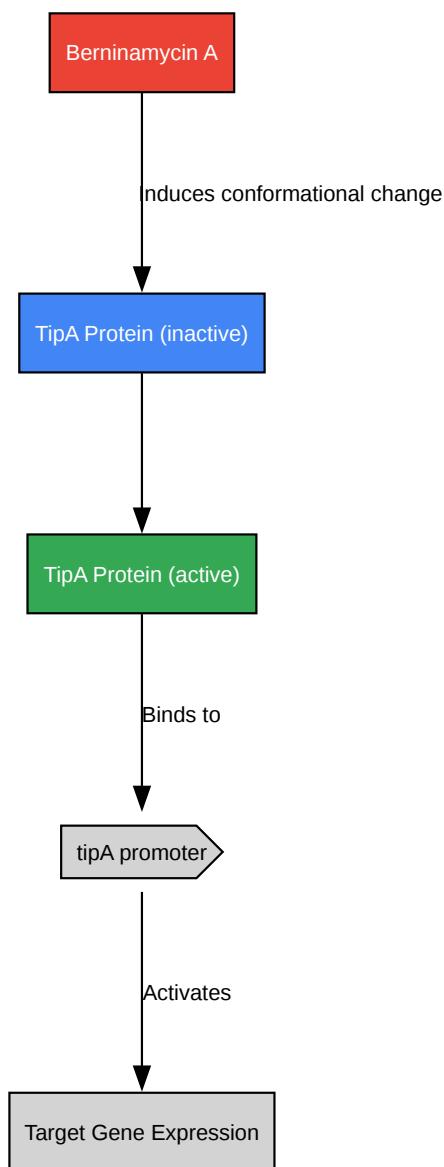 Berninamycin A
Induces conformational change
TipA Protein (inactive)
TipA Protein (active)
Binds to
tipA promoter
Activates
Target Gene Expression